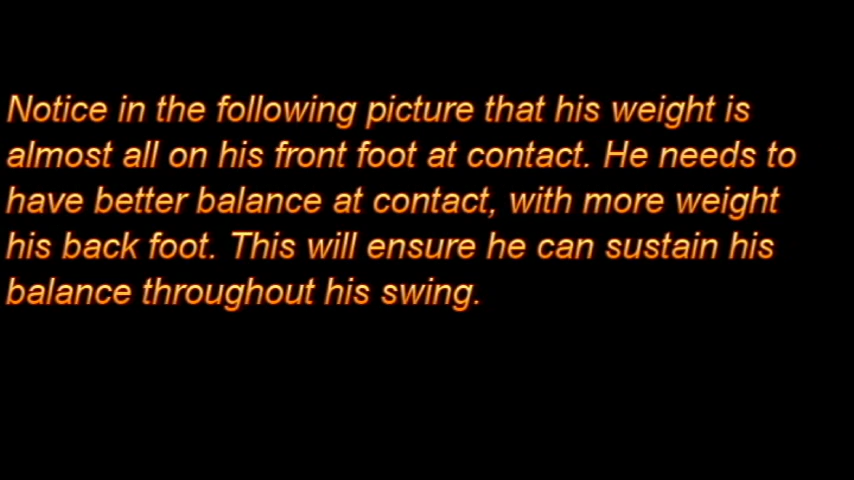 Notice in the following picture that his weight is
almost all on his front foot at contact. He needs to
have better balance at contact, with more weight
his back foot. This will ensure he can sustain his
balance throughout his swing.